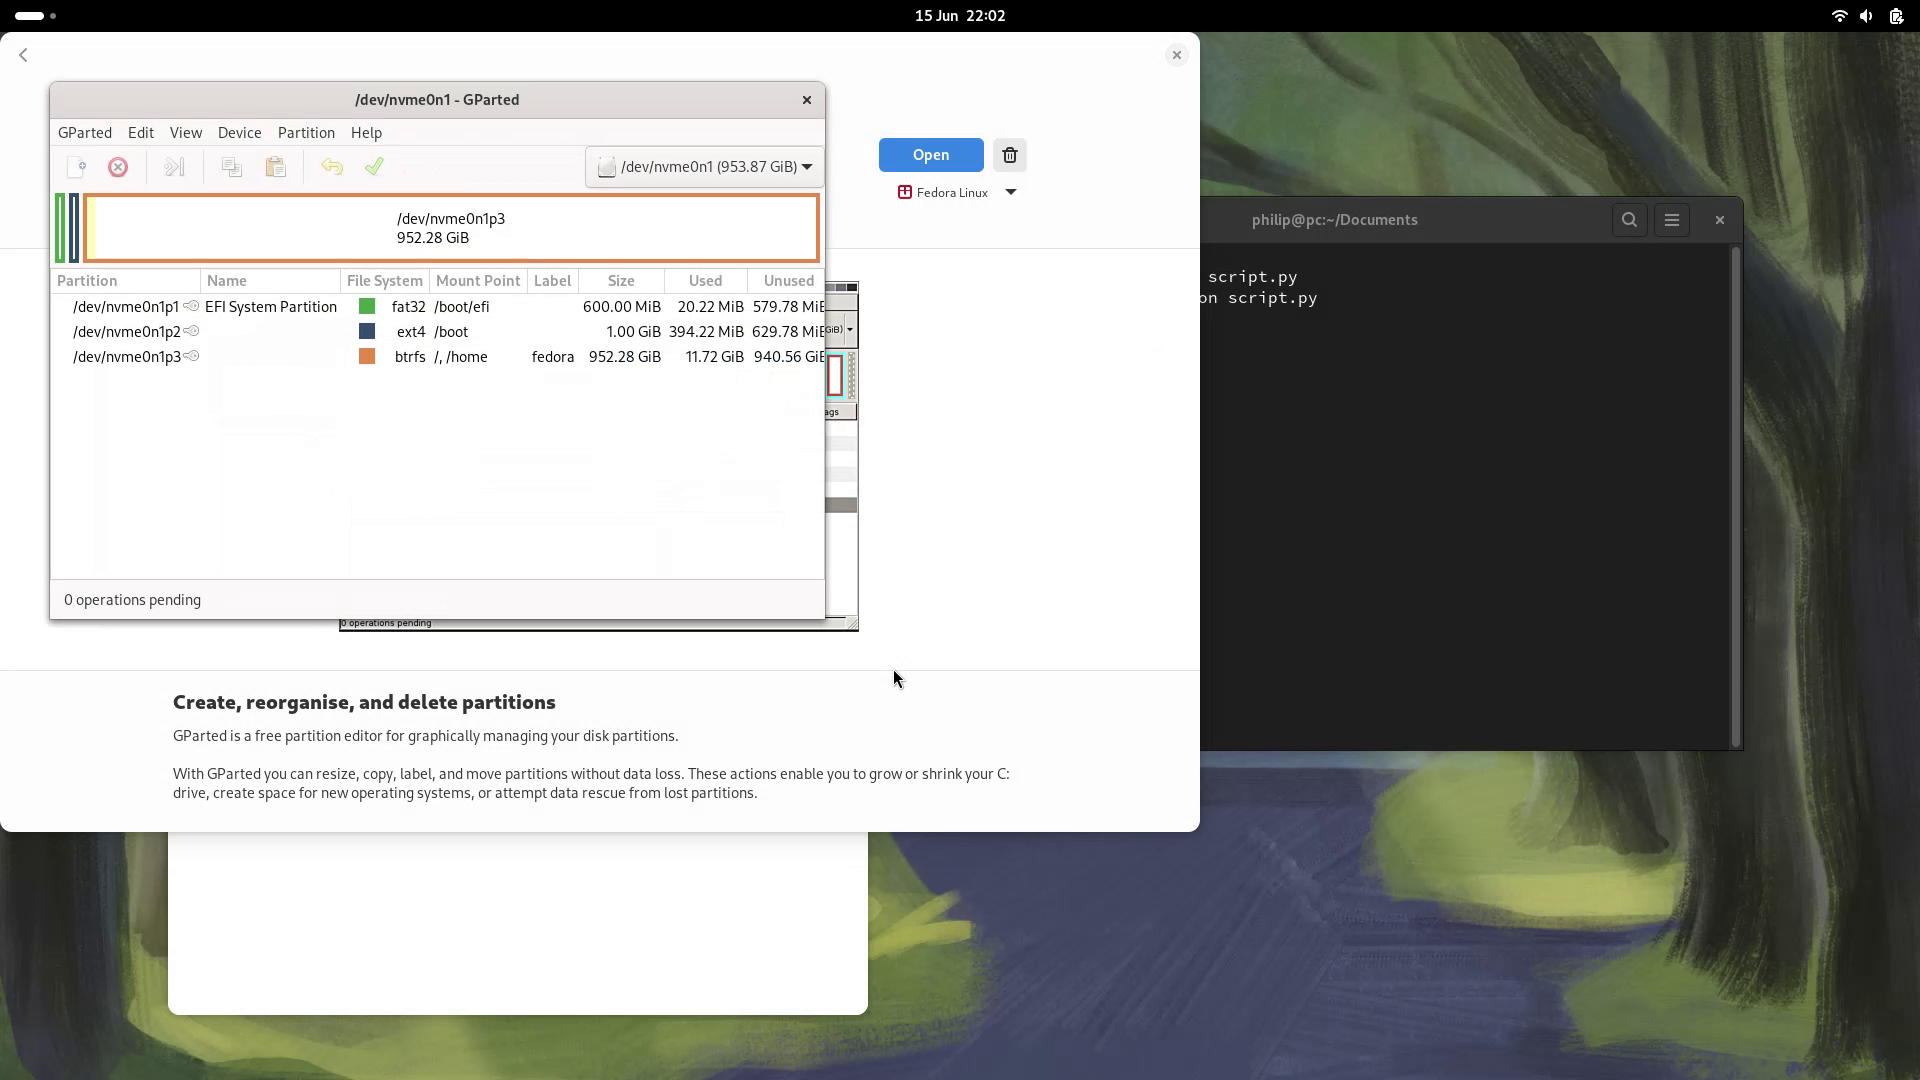 15 Jun 22:02
/dev/nvme0n1 - GParted
GParted Edit View Device Partition Help
/dev/nvme0n1 (953.87 GiB)
/dev/nvme0n1p3
952.28 GiB
Partition Name File System Mount Point Label Size Used Unused
/dev/nvme0n1p1 EFI System Partition fat32 /boot/efi 600.00 MiB 20.22 MiB 579.78 MiB
/dev/nvme0n1p2 ext4 /boot 1.00 GiB 394.22 MiB 629.78 MiB
/dev/nvme0n1p3 btrfs /, /home fedora 952.28 GiB 11.72 GiB 940.56 GiB
0 operations pending
Open
Fedora Linux
GiB)
ags
0 operations pending
Create, reorganise, and delete partitions
GParted is a free partition editor for graphically managing your disk partitions.
With GParted you can resize, copy, label, and move partitions without data loss. These actions enable you to grow or shrink your C:
drive, create space for new operating systems, or attempt data rescue from lost partitions.
philip@pc:~/Documents
script.py
on script.py